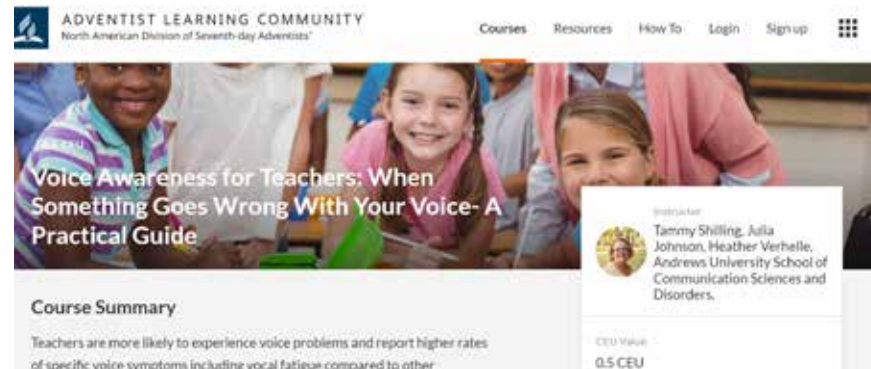 ADVENTIST LEARNING COMMUNITY
North American Division of Seventh-day Adventists®
Courses
Resources
How To
Login
Sign up
Voice Awareness for Teachers: When
Something Goes Wrong With Your Voice- A
Practical Guide
Instructor
Tammy Shilling, Julia
Johnson, Heather Verhelle,
Andrews University School of
Communication Sciences and
Disorders,
Course Summary
Teachers are more likely to experience voice problems and report higher rates
of specific voice symptoms including vocal fatigue compared to other
CEU Value
0.5 CEU